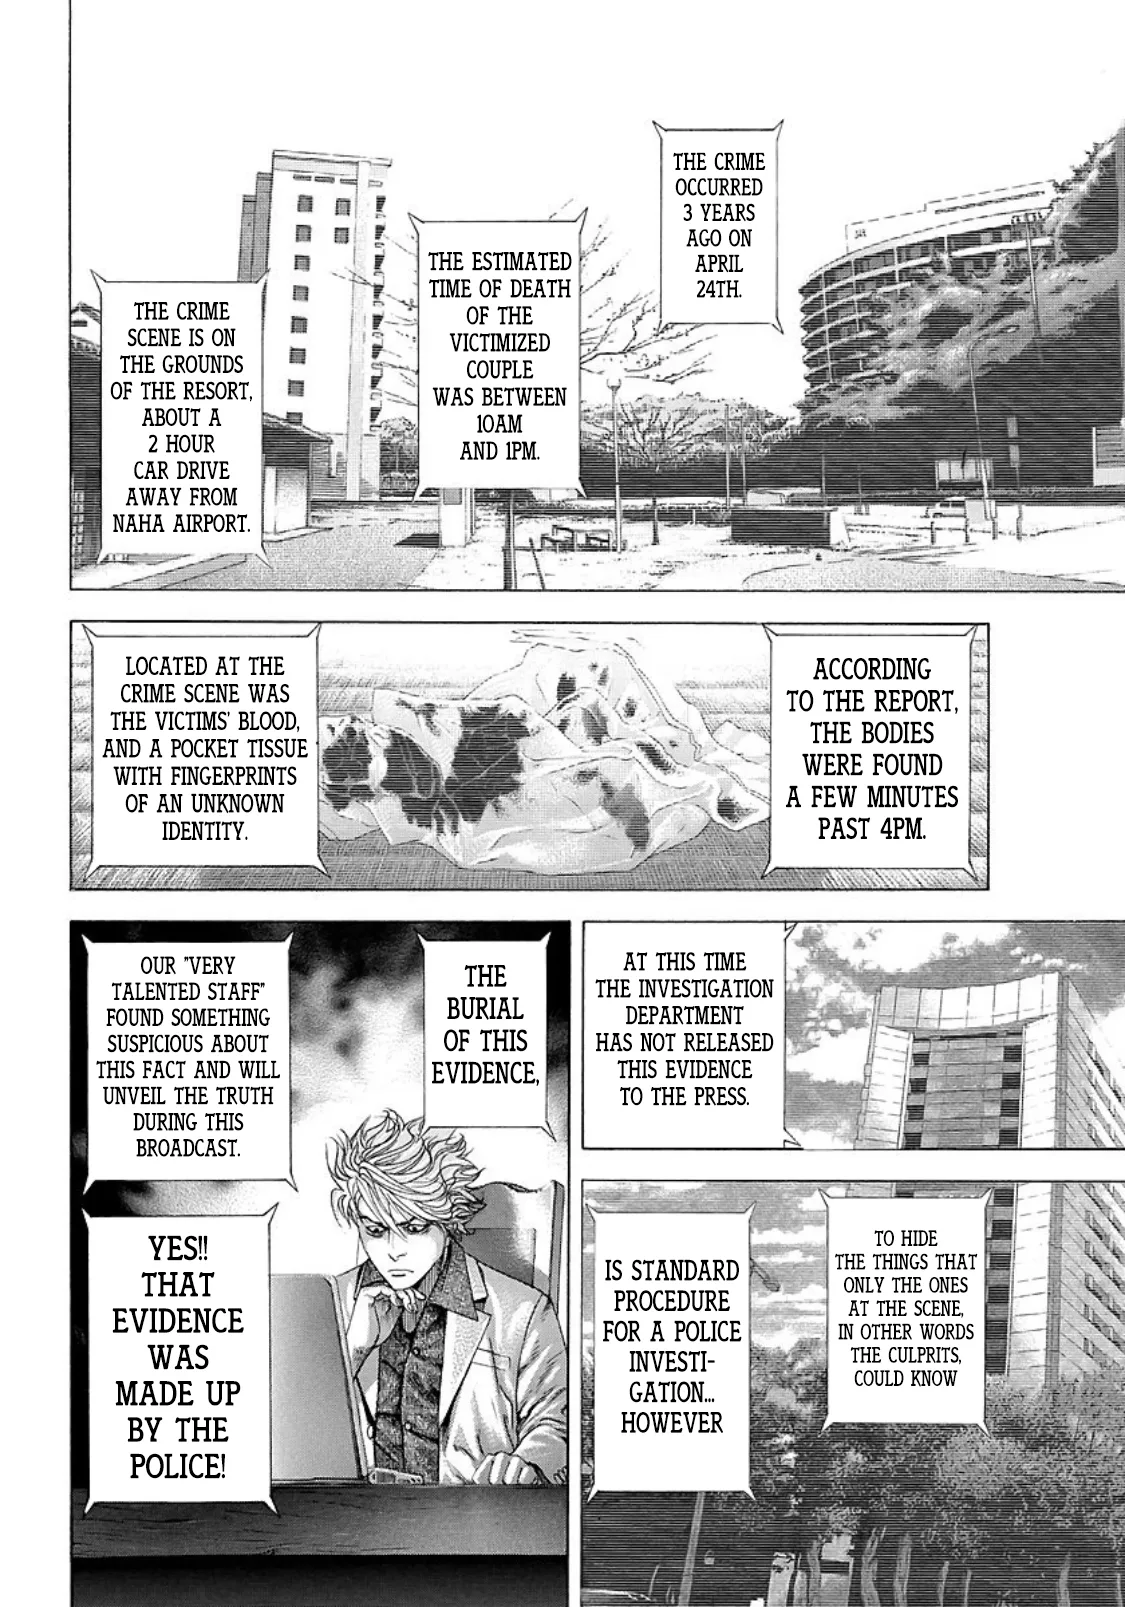 THE CRIME
OCCURRED
3 YEARS
AGO ON
APRIL
24TH.
THE ESTIMATED
TIME OF DEATH
OF THE
VICTIMIZED
COUPLE
WAS BETWEEN
10AM
AND 1PM.
THE CRIME
SCENE IS ON
THE GROUNDS
OF THE RESORT,
ABOUT A
2 HOUR
CAR DRIVE
AWAY FROM
NAHA AIRPORT.
ACCORDING
TO THE REPORT,
THE BODIES
WERE FOUND
A FEW MINUTES
PAST 4PM.
LOCATED AT THE
CRIME SCENE WAS
THE VICTIMS' BLOOD,
AND A POCKET TISSUE
WITH FINGERPRINTS
OF AN UNKNOWN
IDENTITY.
AT THIS TIME
THE INVESTIGATION
DEPARTMENT
HAS NOT RELEASED
THIS EVIDENCE
TO THE PRESS.
TO HIDE
THE THINGS THAT
ONLY THE ONES
AT THE SCENE,
IN OTHER WORDS
THE CULPRITS,
COULD KNOW
IS STANDARD
PROCEDURE
FOR A POLICE
INVESTI-
GATION...
HOWEVER
THE
BURIAL
OF THIS
EVIDENCE,
OUR "VERY
TALENTED STAFF"
FOUND SOMETHING
SUSPICIOUS ABOUT
THIS FACT AND WILL
UNVEIL THE TRUTH
DURING THIS
BROADCAST.
YES!!
THAT
EVIDENCE
WAS
MADE UP
BY THE
POLICE!